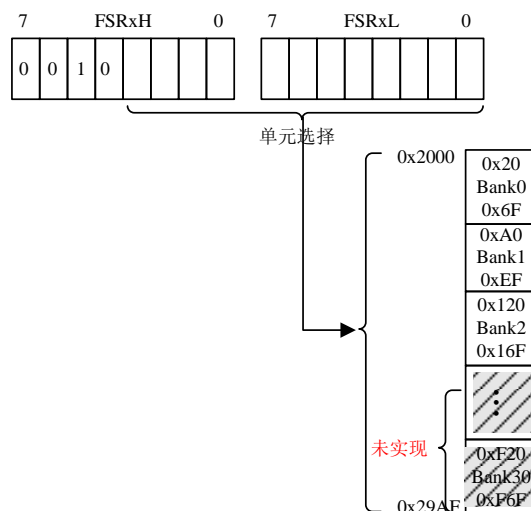 7 FSRxH 0 7 FSRxL 0
0 0 1 0
单元选择
0x2000
0x20
Bank0
0x6F
0xA0
Bank1
0xEF
0x120
Bank2
0x16F
未实现
0xF20
Bank30
0xF6F
0x29AF